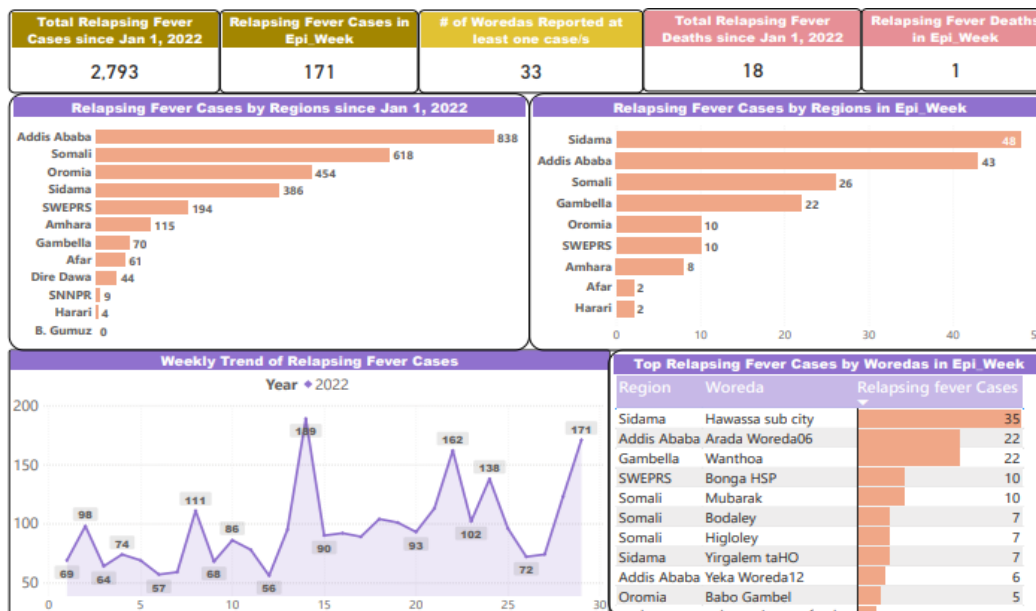 Total Relapsing Fever
Cases since Jan 1, 2022
2,793
Relapsing Fever Cases in
Epi_Week
171
# of Woredas Reported at
least one case/s
33
Total Relapsing Fever
Deaths since Jan 1, 2022
18
Relapsing Fever Deaths
in Epi_Week
1
Relapsing Fever Cases by Regions since Jan 1, 2022
Addis Ababa 838
Somali 618
Oromia 454
Sidama 386
SWEPRS 194
Amhara 115
Gambella 70
Afar 61
Dire Dawa 44
SNNPR 9
Harari 4
B. Gumuz 0
Relapsing Fever Cases by Regions in Epi_Week
Sidama 48
Addis Ababa 43
Somali 26
Gambella 22
Oromia 10
SWEPRS 10
Amhara 8
Afar 2
Harari 2
0 10 20 30 40
Weekly Trend of Relapsing Fever Cases
Year 2022
200
150
100
50
69 98 64 74 57 111 68 86 56 189 90 93 162 102 138 72 171
0 5 10 15 20 25 30
Top Relapsing Fever Cases by Woredas in Epi_Week
Region Woreda Relapsing fever Cases
Sidama Hawassa sub city 35
Addis Ababa Arada Woreda06 22
Gambella Wanthoa 22
SWEPRS Bonga HSP 10
Somali Mubarak 10
Somali Bodaley 7
Somali Higloley 7
Sidama Yirgalem taHO 7
Addis Ababa Yeka Woreda12 6
Oromia Babo Gambel 5